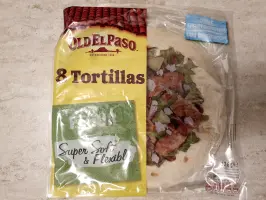 OLD EL PASO
8 Tortillas
Super Soft
& Flexible